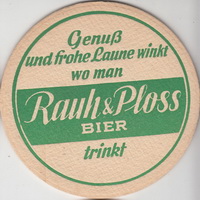 Genuß
und frohe Laune winkt
wo man
Rauh & Ploss
BIER
trinkt